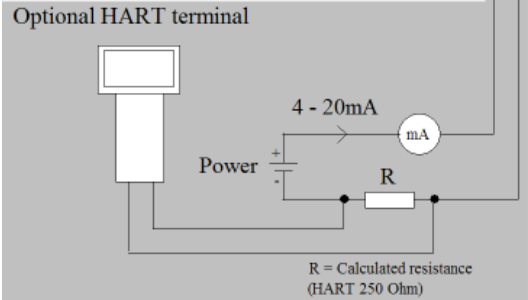 Optional HART terminal
4 - 20mA
mA
+
Power
-
R
R = Calculated resistance
(HART 250 Ohm)